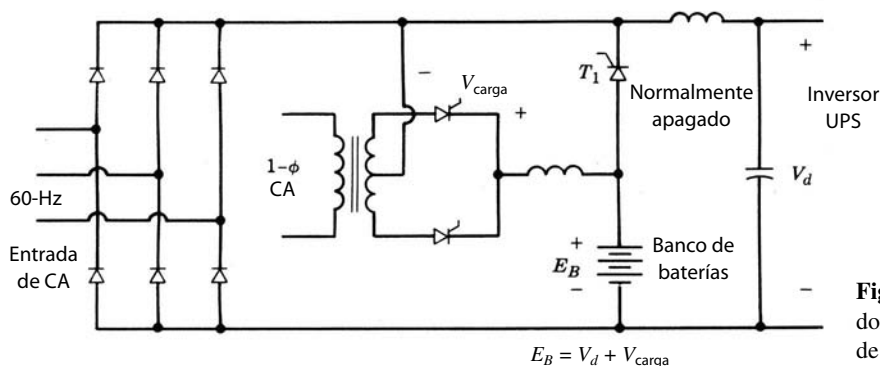 60-Hz
Entrada
de CA
1-ϕ
CA
−
V_carga
+
T₁
Normalmente
apagado
+
E_B
−
Banco de
baterías
+
V_d
−
Inversor
UPS
E_B = V_d + V_carga
Fig
do
de